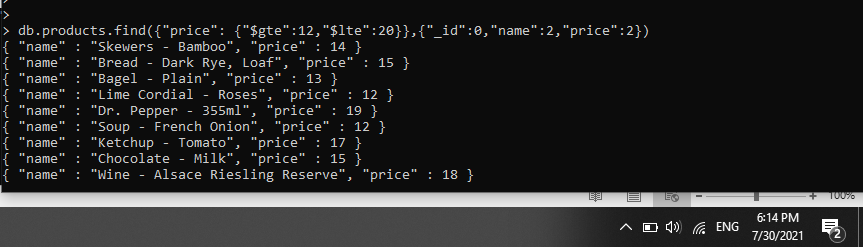 >
> db.products.find({"price": {"$gte":12,"$lte":20}},{"_id":0,"name":2,"price":2})
{ "name" : "Skewers - Bamboo", "price" : 14 }
{ "name" : "Bread - Dark Rye, Loaf", "price" : 15 }
{ "name" : "Bagel - Plain", "price" : 13 }
{ "name" : "Lime Cordial - Roses", "price" : 12 }
{ "name" : "Dr. Pepper - 355ml", "price" : 19 }
{ "name" : "Soup - French Onion", "price" : 12 }
{ "name" : "Ketchup - Tomato", "price" : 17 }
{ "name" : "Chocolate - Milk", "price" : 15 }
{ "name" : "Wine - Alsace Riesling Reserve", "price" : 18 }
100%
ENG
6:14 PM
7/30/2021
2